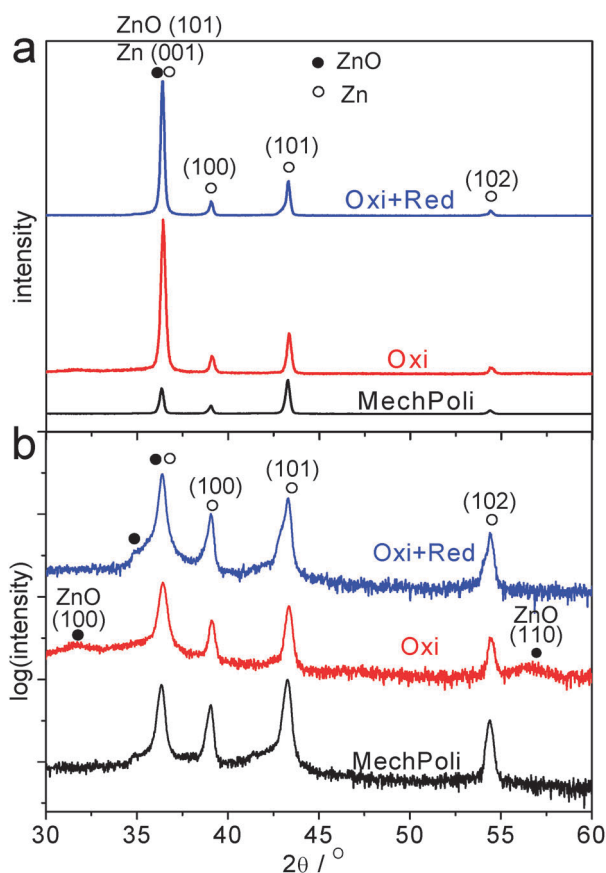 a
ZnO (101)
Zn (001)
● ZnO
○ Zn
(100)
(101)
(102)
Oxi+Red
Oxi
MechPoli
intensity
b
(100)
(101)
(102)
Oxi+Red
ZnO
(100)
Oxi
ZnO
(110)
MechPoli
log(intensity)
30 35 40 45 50 55 60
2θ / °